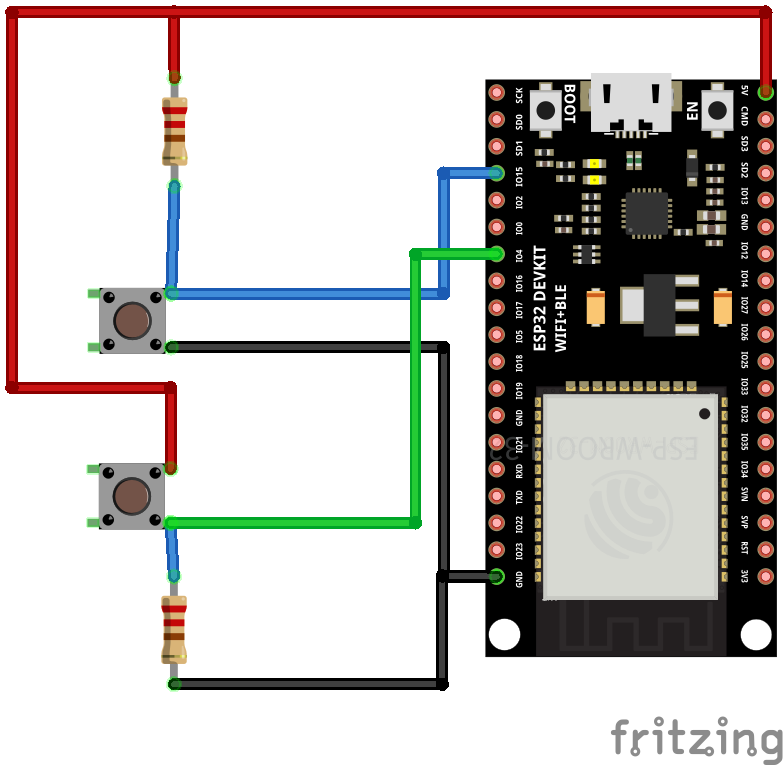 BOOT
EN
SCK
SD0
SD1
IO15
IO2
IO0
IO4
IO16
IO17
IO5
IO18
IO19
GND
IO21
RXD
TXD
IO22
IO23
GND
5V
CMD
SD3
SD2
IO13
GND
IO12
IO14
IO27
IO26
IO25
IO33
IO32
IO35
IO34
SVN
SVP
RST
3V3
ESP32 DEVKIT
WIFI+BLE
ESP-WROOM-32
fritzing